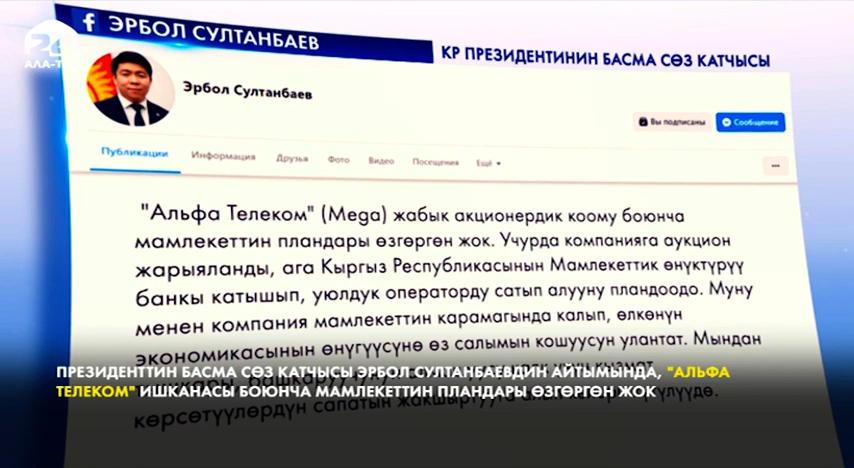 24
АЛА-Т
f ЭРБОЛ СУЛТАНБАЕВ
КР ПРЕЗИДЕНТИНИН БАСМА СӨЗ КАТЧЫСЫ
Эрбол Султанбаев
Вы подписаны
Сообщение
Публикации Информация Друзья Фото Видео Посещения Ещё
"Альфа Телеком" (Mega) жабык акционердик коому боюнча
мамлекеттин пландары өзгөргөн жок. Учурда компанияга аукцион
жарыяланды, ага Кыргыз Республикасынын Мамлекеттик өнүктүрүү
банкы катышып, уюлдук операторду сатып алууну пландоодо. Муну
менен компания мамлекеттин карамагында калып, өлкөнүн
экономикасынын өнүгүүсүнө өз салымын кошуусун улантат. Мындан
ПРЕЗИДЕНТТИН БАСМА СӨЗ КАТЧЫСЫ ЭРБОЛ СУЛТАНБАЕВДИН АЙТЫМЫНДА, "АЛЬФА
ТЕЛЕКОМ" ИШКАНАСЫ БОЮНЧА МАМЛЕКЕТТИН ПЛАНДАРЫ ӨЗГӨРГӨН ЖОК
көрсөтүүлөрдүн сапатын жакшыртууга